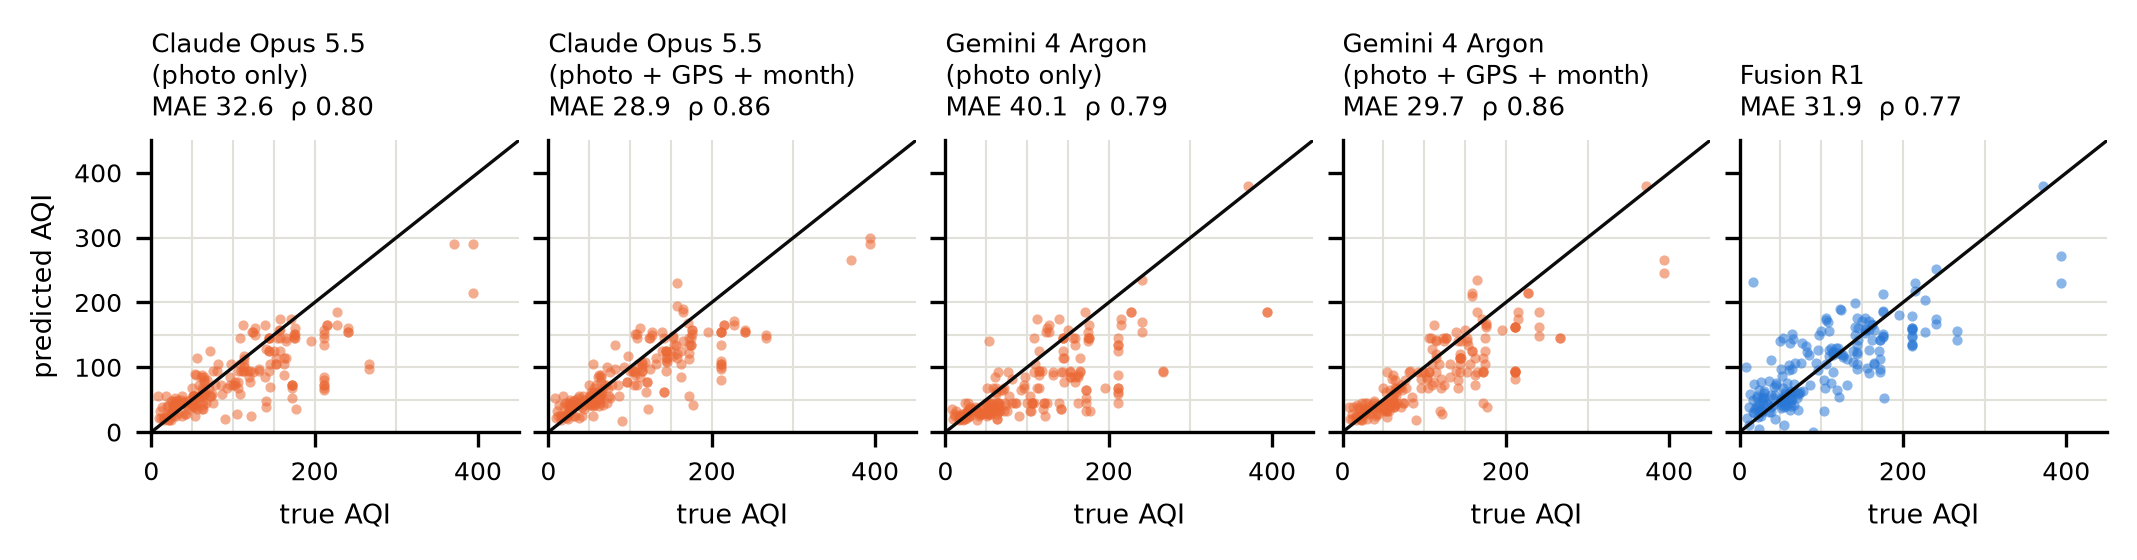 Claude Opus 5.5
(photo only)
MAE 32.6 ρ 0.80
Claude Opus 5.5
(photo + GPS + month)
MAE 28.9 ρ 0.86
Gemini 4 Argon
(photo only)
MAE 40.1 ρ 0.79
Gemini 4 Argon
(photo + GPS + month)
MAE 29.7 ρ 0.86
Fusion R1
MAE 31.9 ρ 0.77
predicted AQI
400
300
200
100
0
0 200 400
0 200 400
0 200 400
0 200 400
0 200 400
true AQI
true AQI
true AQI
true AQI
true AQI